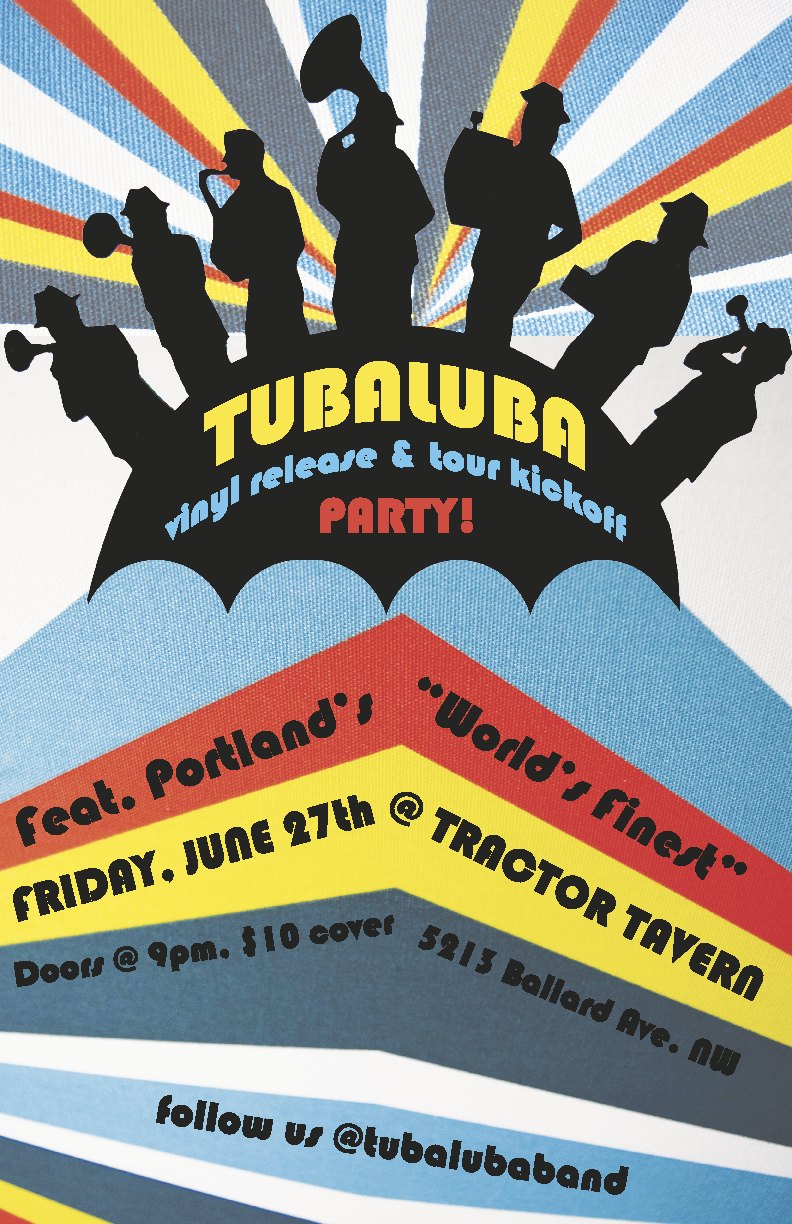 TUBALUBA
vinyl release & tour kickoff
PARTY!
Feat. Portland's "World's Finest"
FRIDAY, JUNE 27th @ TRACTOR TAVERN
Doors @ 9pm. $10 cover 5213 Ballard Ave. NW
follow us @tubalubaband